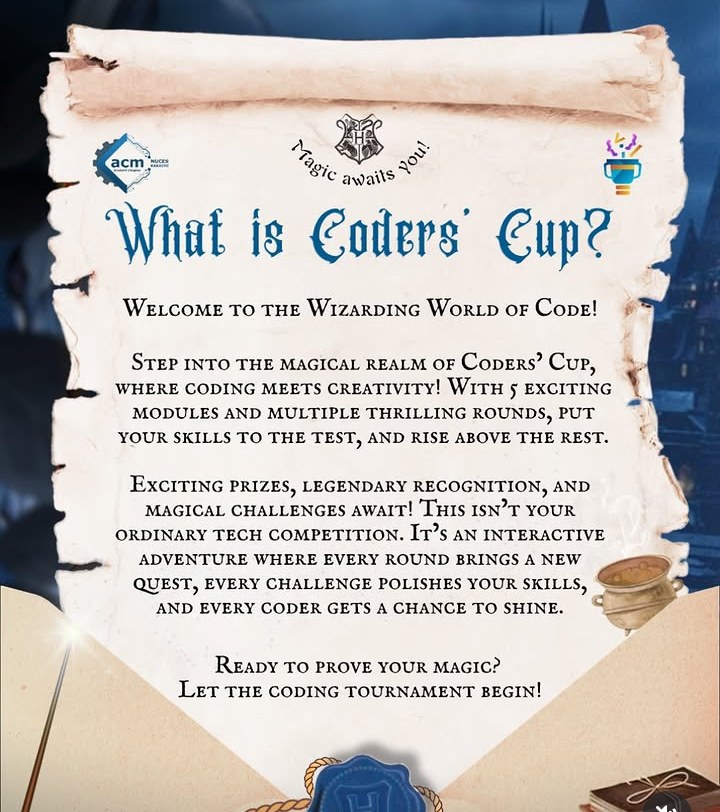 Magic awaits you!
acm NUCES
KARACHI
What is Coders' Cup?
Welcome to the Wizarding World of Code!
Step into the magical realm of Coders' Cup,
where coding meets creativity! With 5 exciting
modules and multiple thrilling rounds, put
your skills to the test, and rise above the rest.
Exciting prizes, legendary recognition, and
magical challenges await! This isn't your
ordinary tech competition. It's an interactive
adventure where every round brings a new
quest, every challenge polishes your skills,
and every coder gets a chance to shine.
Ready to prove your magic?
Let the coding tournament begin!
H